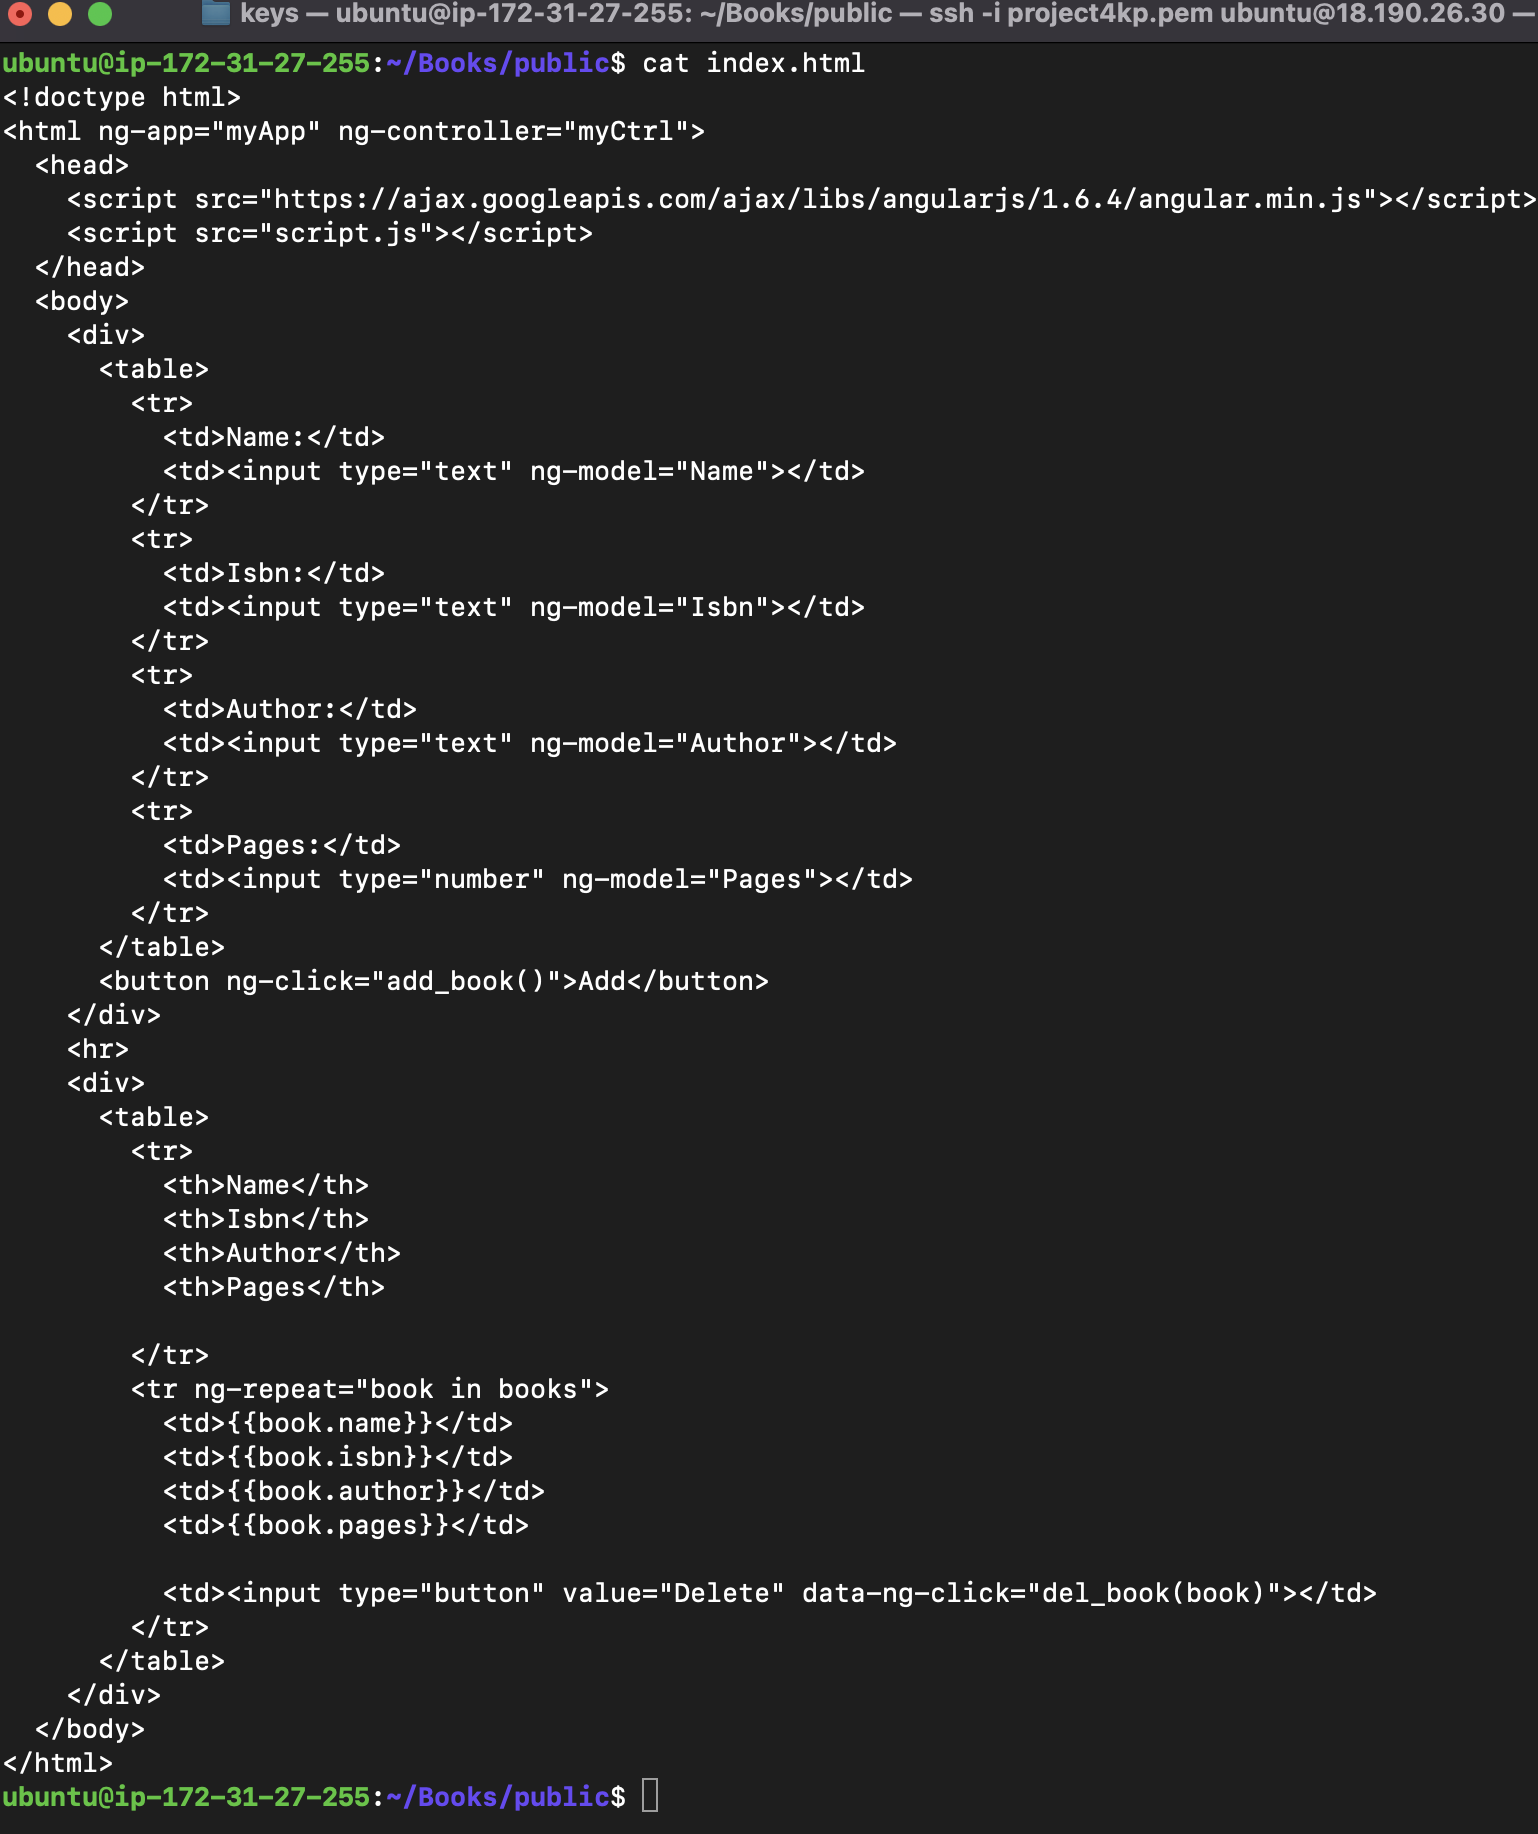 keys — ubuntu@ip-172-31-27-255: ~/Books/public — ssh -i project4kp.pem ubuntu@18.190.26.30 —
ubuntu@ip-172-31-27-255:~/Books/public$ cat index.html
<!doctype html>
<html ng-app="myApp" ng-controller="myCtrl">
  <head>
    <script src="https://ajax.googleapis.com/ajax/libs/angularjs/1.6.4/angular.min.js"></script>
    <script src="script.js"></script>
  </head>
  <body>
    <div>
      <table>
        <tr>
          <td>Name:</td>
          <td><input type="text" ng-model="Name"></td>
        </tr>
        <tr>
          <td>Isbn:</td>
          <td><input type="text" ng-model="Isbn"></td>
        </tr>
        <tr>
          <td>Author:</td>
          <td><input type="text" ng-model="Author"></td>
        </tr>
        <tr>
          <td>Pages:</td>
          <td><input type="number" ng-model="Pages"></td>
        </tr>
      </table>
      <button ng-click="add_book()">Add</button>
    </div>
    <hr>
    <div>
      <table>
        <tr>
          <th>Name</th>
          <th>Isbn</th>
          <th>Author</th>
          <th>Pages</th>

        </tr>
        <tr ng-repeat="book in books">
          <td>{{book.name}}</td>
          <td>{{book.isbn}}</td>
          <td>{{book.author}}</td>
          <td>{{book.pages}}</td>

          <td><input type="button" value="Delete" data-ng-click="del_book(book)"></td>
        </tr>
      </table>
    </div>
  </body>
</html>
ubuntu@ip-172-31-27-255:~/Books/public$